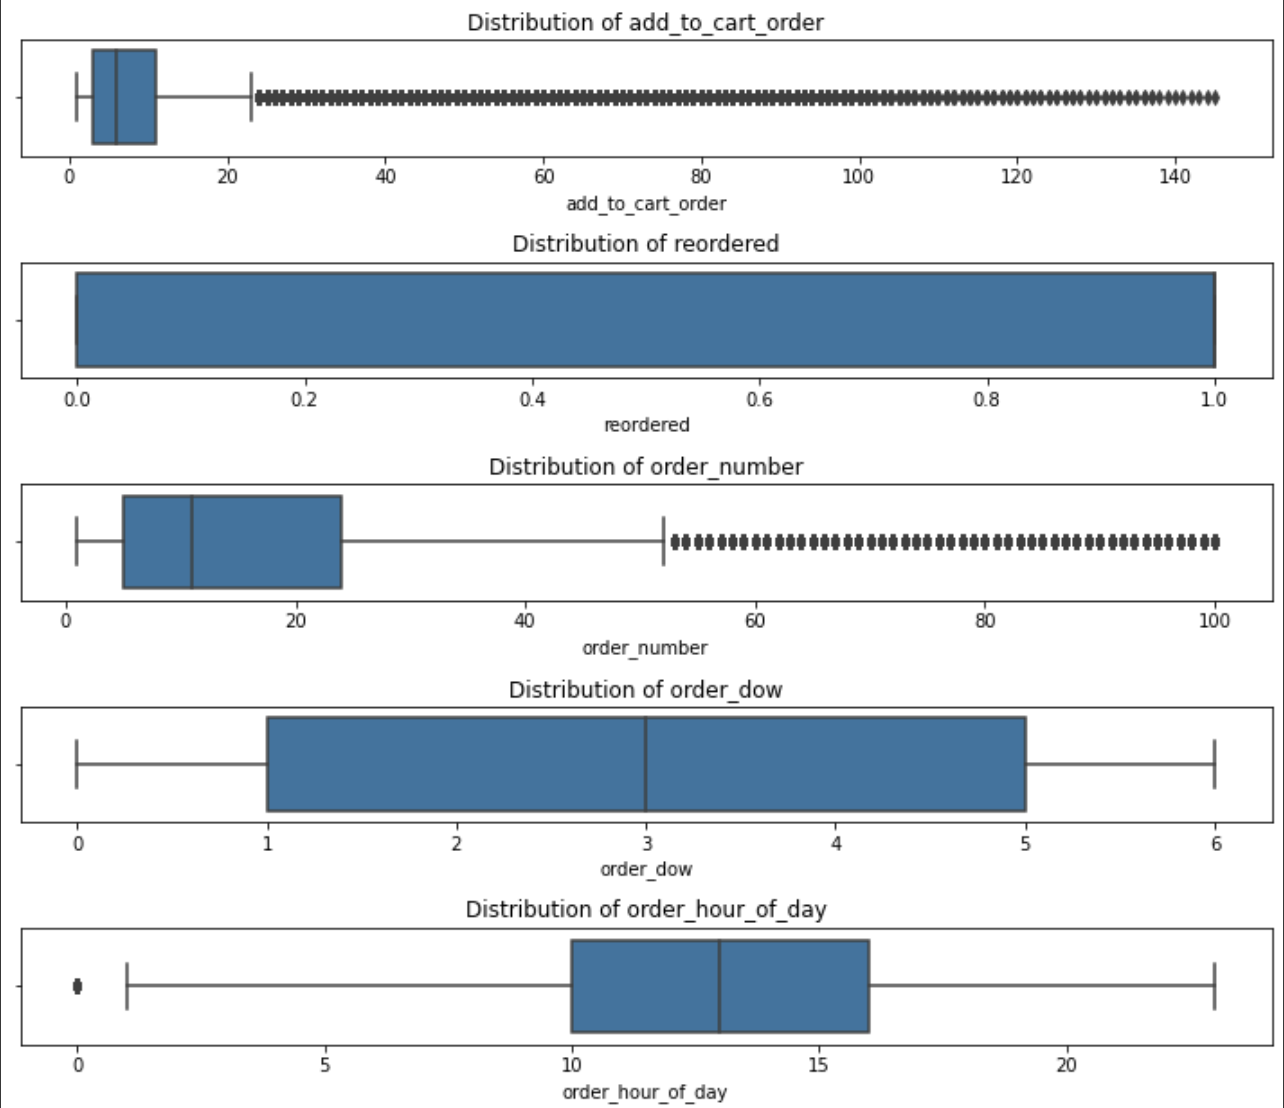 Distribution of add_to_cart_order
0 20 40 60 80 100 120 140
add_to_cart_order
Distribution of reordered
0.0 0.2 0.4 0.6 0.8 1.0
reordered
Distribution of order_number
0 20 40 60 80 100
order_number
Distribution of order_dow
0 1 2 3 4 5 6
order_dow
Distribution of order_hour_of_day
0 5 10 15 20
order_hour_of_day